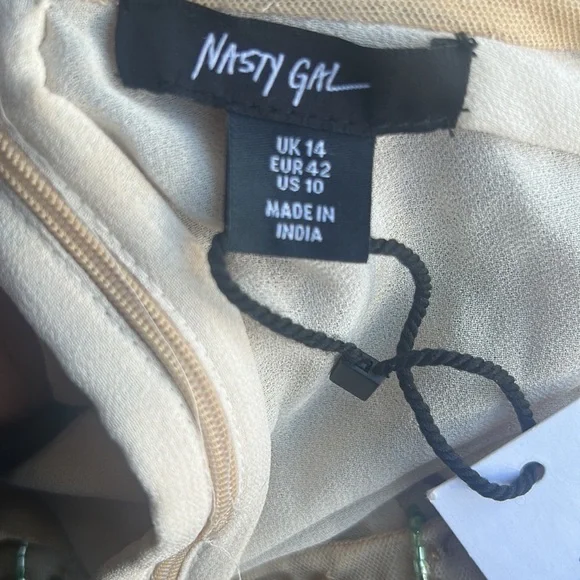 NASTY GAL
UK 14
EUR 42
US 10
MADE IN
INDIA